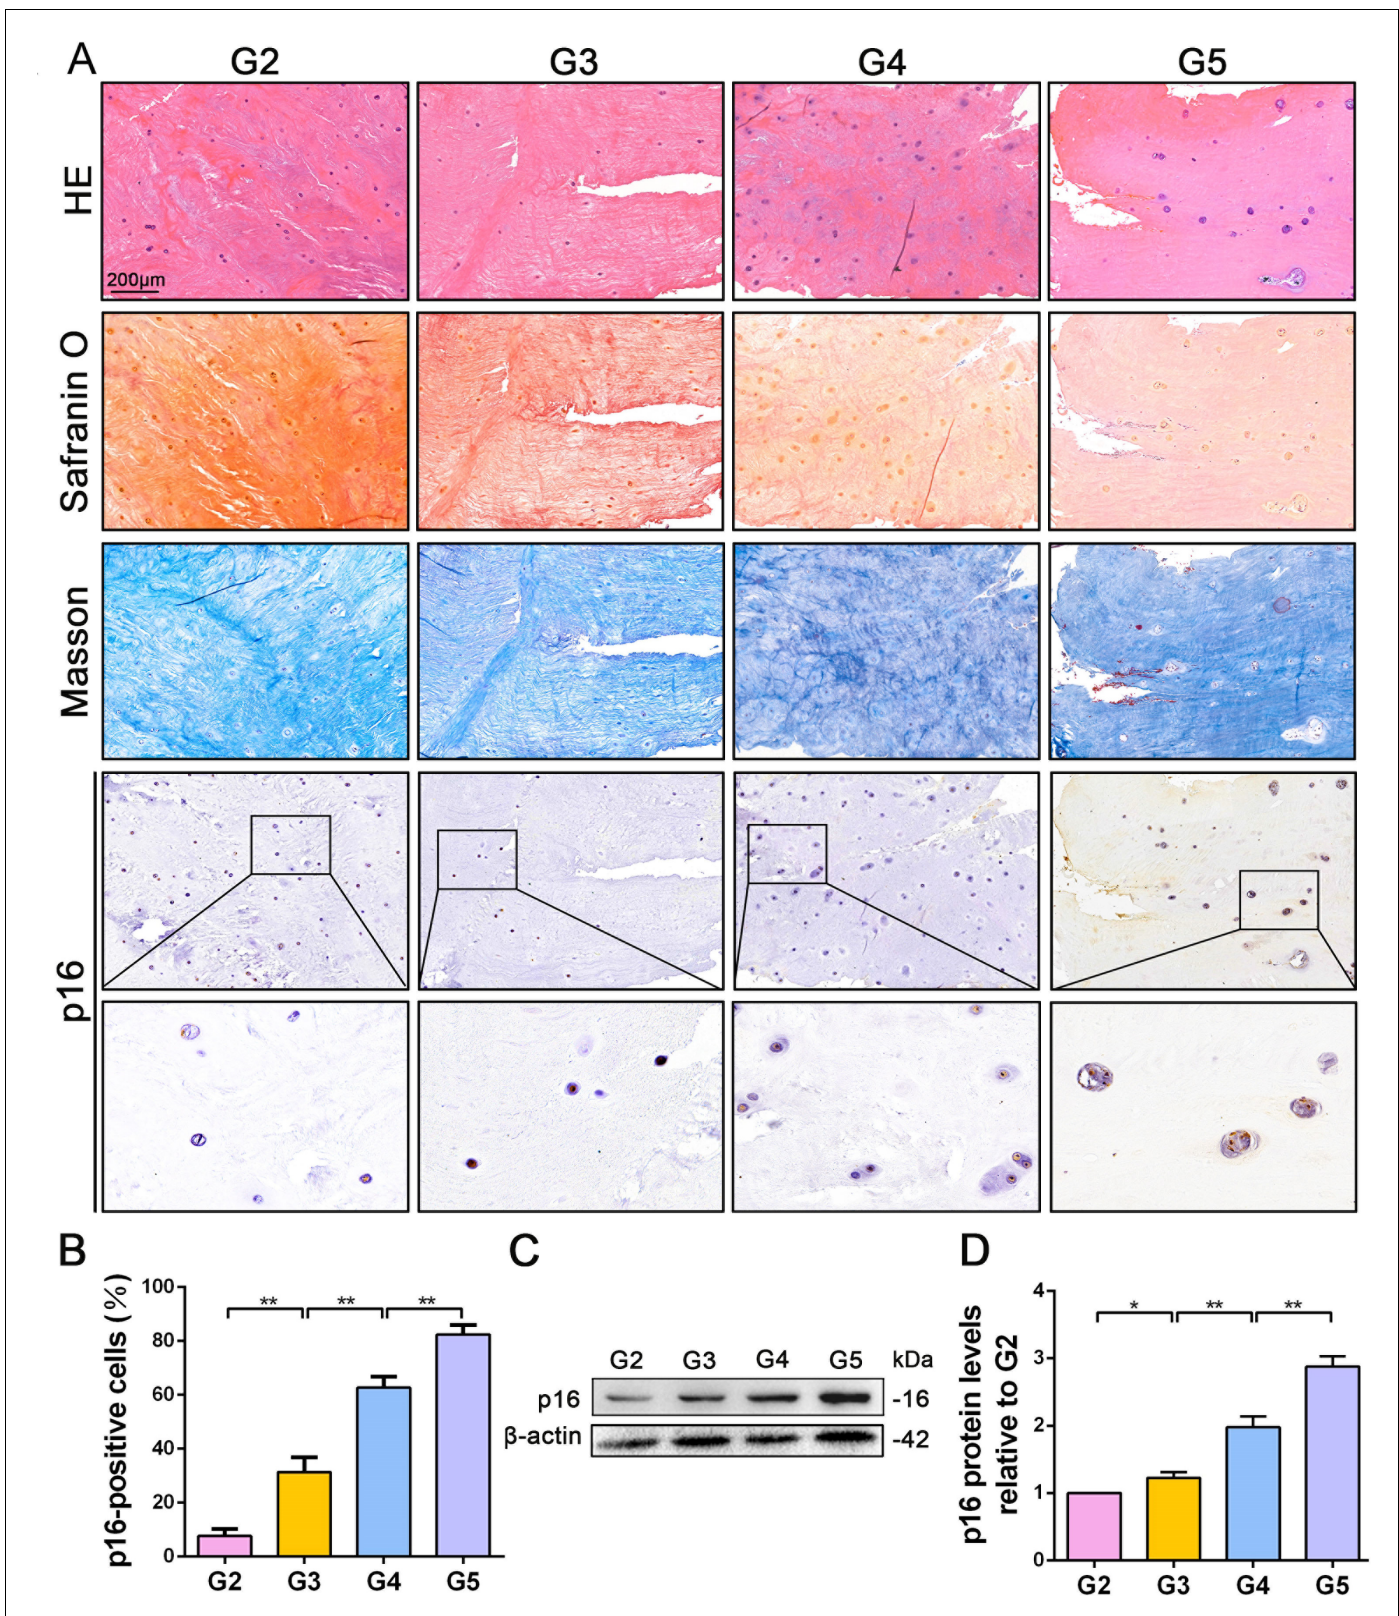 A
G2 G3 G4 G5
HE
200μm
Safranin O
Masson
p16
B
p16-positive cells (%)
100
80
60
40
20
0
** ** **
G2 G3 G4 G5
C
G2 G3 G4 G5 kDa
p16 -16
β-actin -42
D
p16 protein levels
relative to G2
4
3
2
1
0
* ** **
G2 G3 G4 G5